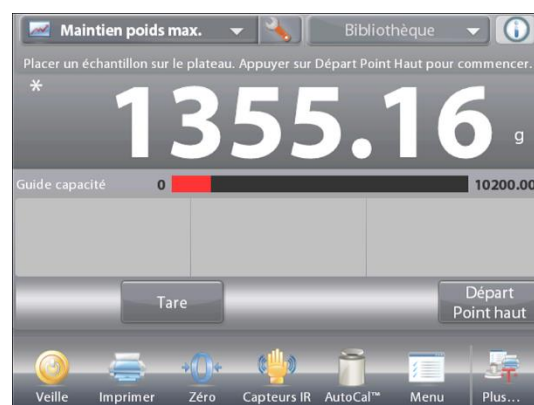 Maintien poids max. Bibliothèque
Placer un échantillon sur le plateau. Appuyer sur Départ Point Haut pour commencer.
* 1355.16 g
Guide capacité 0 10200.00
Tare Départ
Point haut
Veille Imprimer Zéro Capteurs IR AutoCal™ Menu Plus...